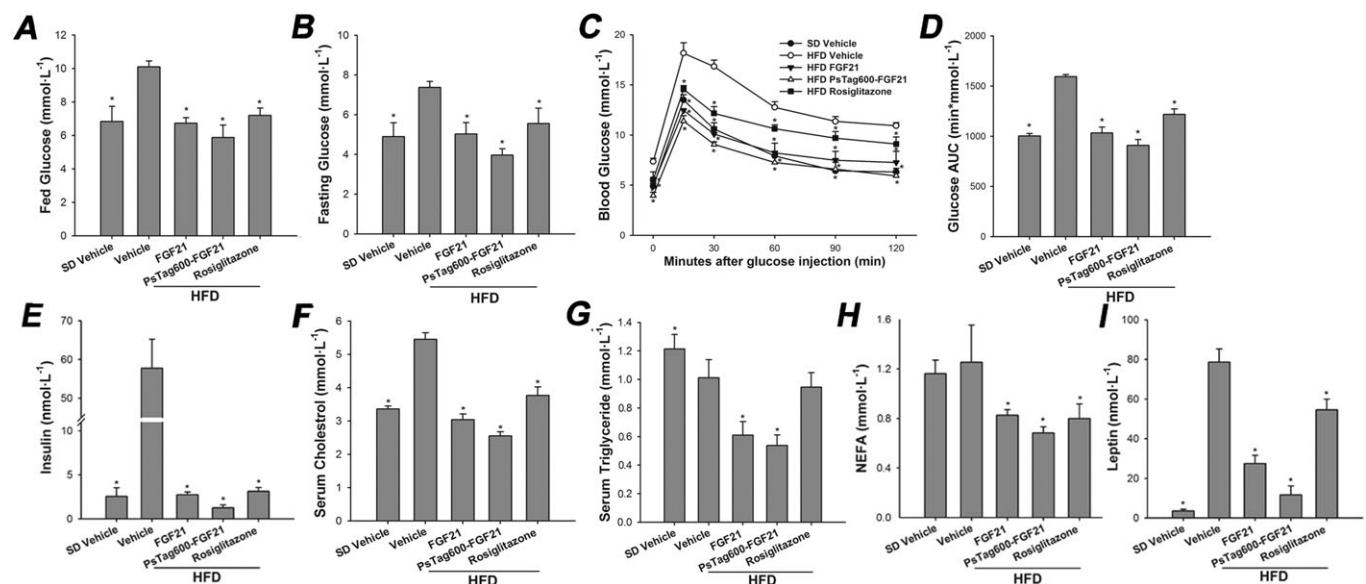 A
Fed Glucose (mmol·L-1)
12
10
8
6
4
2
0
*
*
*
*
SD Vehicle
Vehicle
FGF21
PsTag600-FGF21
Rosiglitazone
HFD
B
Fasting Glucose (mmol·L-1)
10
8
6
4
2
0
*
*
*
*
SD Vehicle
Vehicle
FGF21
PsTag600-FGF21
Rosiglitazone
HFD
C
Blood Glucose (mmol·L-1)
20
15
10
5
0
SD Vehicle
HFD Vehicle
HFD FGF21
HFD PsTag600-FGF21
HFD Rosiglitazone
0
30
60
90
120
Minutes after glucose injection (min)
D
Glucose AUC (min*mmol·L-1)
2000
1500
1000
500
0
*
*
*
*
SD Vehicle
Vehicle
FGF21
PsTag600-FGF21
Rosiglitazone
HFD
E
Insulin (nmol·L-1)
70
60
50
10
5
0
*
*
*
*
SD Vehicle
Vehicle
FGF21
PsTag600-FGF21
Rosiglitazone
HFD
F
Serum Cholestrol (mmol·L-1)
6
5
4
3
2
1
0
*
*
*
*
SD Vehicle
Vehicle
FGF21
PsTag600-FGF21
Rosiglitazone
HFD
G
Serum Triglyceride (mmol·L-1)
1.4
1.2
1.0
0.8
0.6
0.4
0.2
0.0
*
*
*
SD Vehicle
Vehicle
FGF21
PsTag600-FGF21
Rosiglitazone
HFD
H
NEFA (mmol·L-1)
1.6
1.2
0.8
0.4
0.0
*
*
*
SD Vehicle
Vehicle
FGF21
PsTag600-FGF21
Rosiglitazone
HFD
I
Leptin (nmol·L-1)
100
80
60
40
20
0
*
*
*
*
SD Vehicle
Vehicle
FGF21
PsTag600-FGF21
Rosiglitazone
HFD